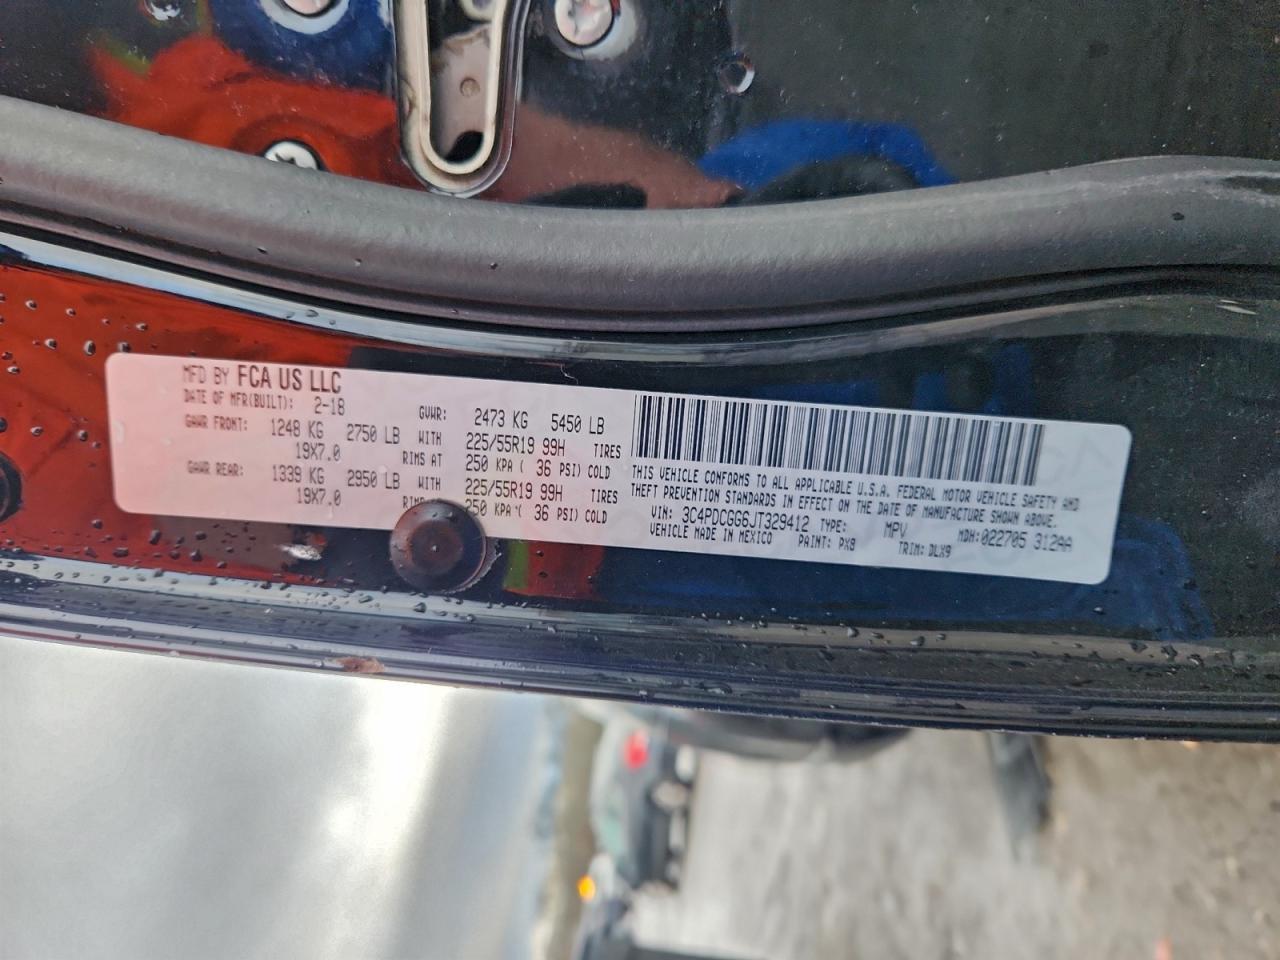 MFD BY FCA US LLC
DATE OF MFR(BUILT): 2-18 GVWR: 2473 KG 5450 LB
GAWR FRONT: 1248 KG 2750 LB WITH 225/55R19 99H TIRES
19X7.0 RIMS AT 250 KPA ( 36 PSI) COLD
GAWR REAR: 1339 KG 2950 LB WITH 225/55R19 99H TIRES
19X7.0 250 KPA ( 36 PSI) COLD
THIS VEHICLE CONFORMS TO ALL APPLICABLE U.S.A. FEDERAL MOTOR VEHICLE SAFETY AND
THEFT PREVENTION STANDARDS IN EFFECT ON THE DATE OF MANUFACTURE SHOWN ABOVE.
VIN: 3C4PDCGG6JT329412 TYPE: MPV MDH:022705 312AA
VEHICLE MADE IN MEXICO PAINT: PX8 TRIM: DLX9